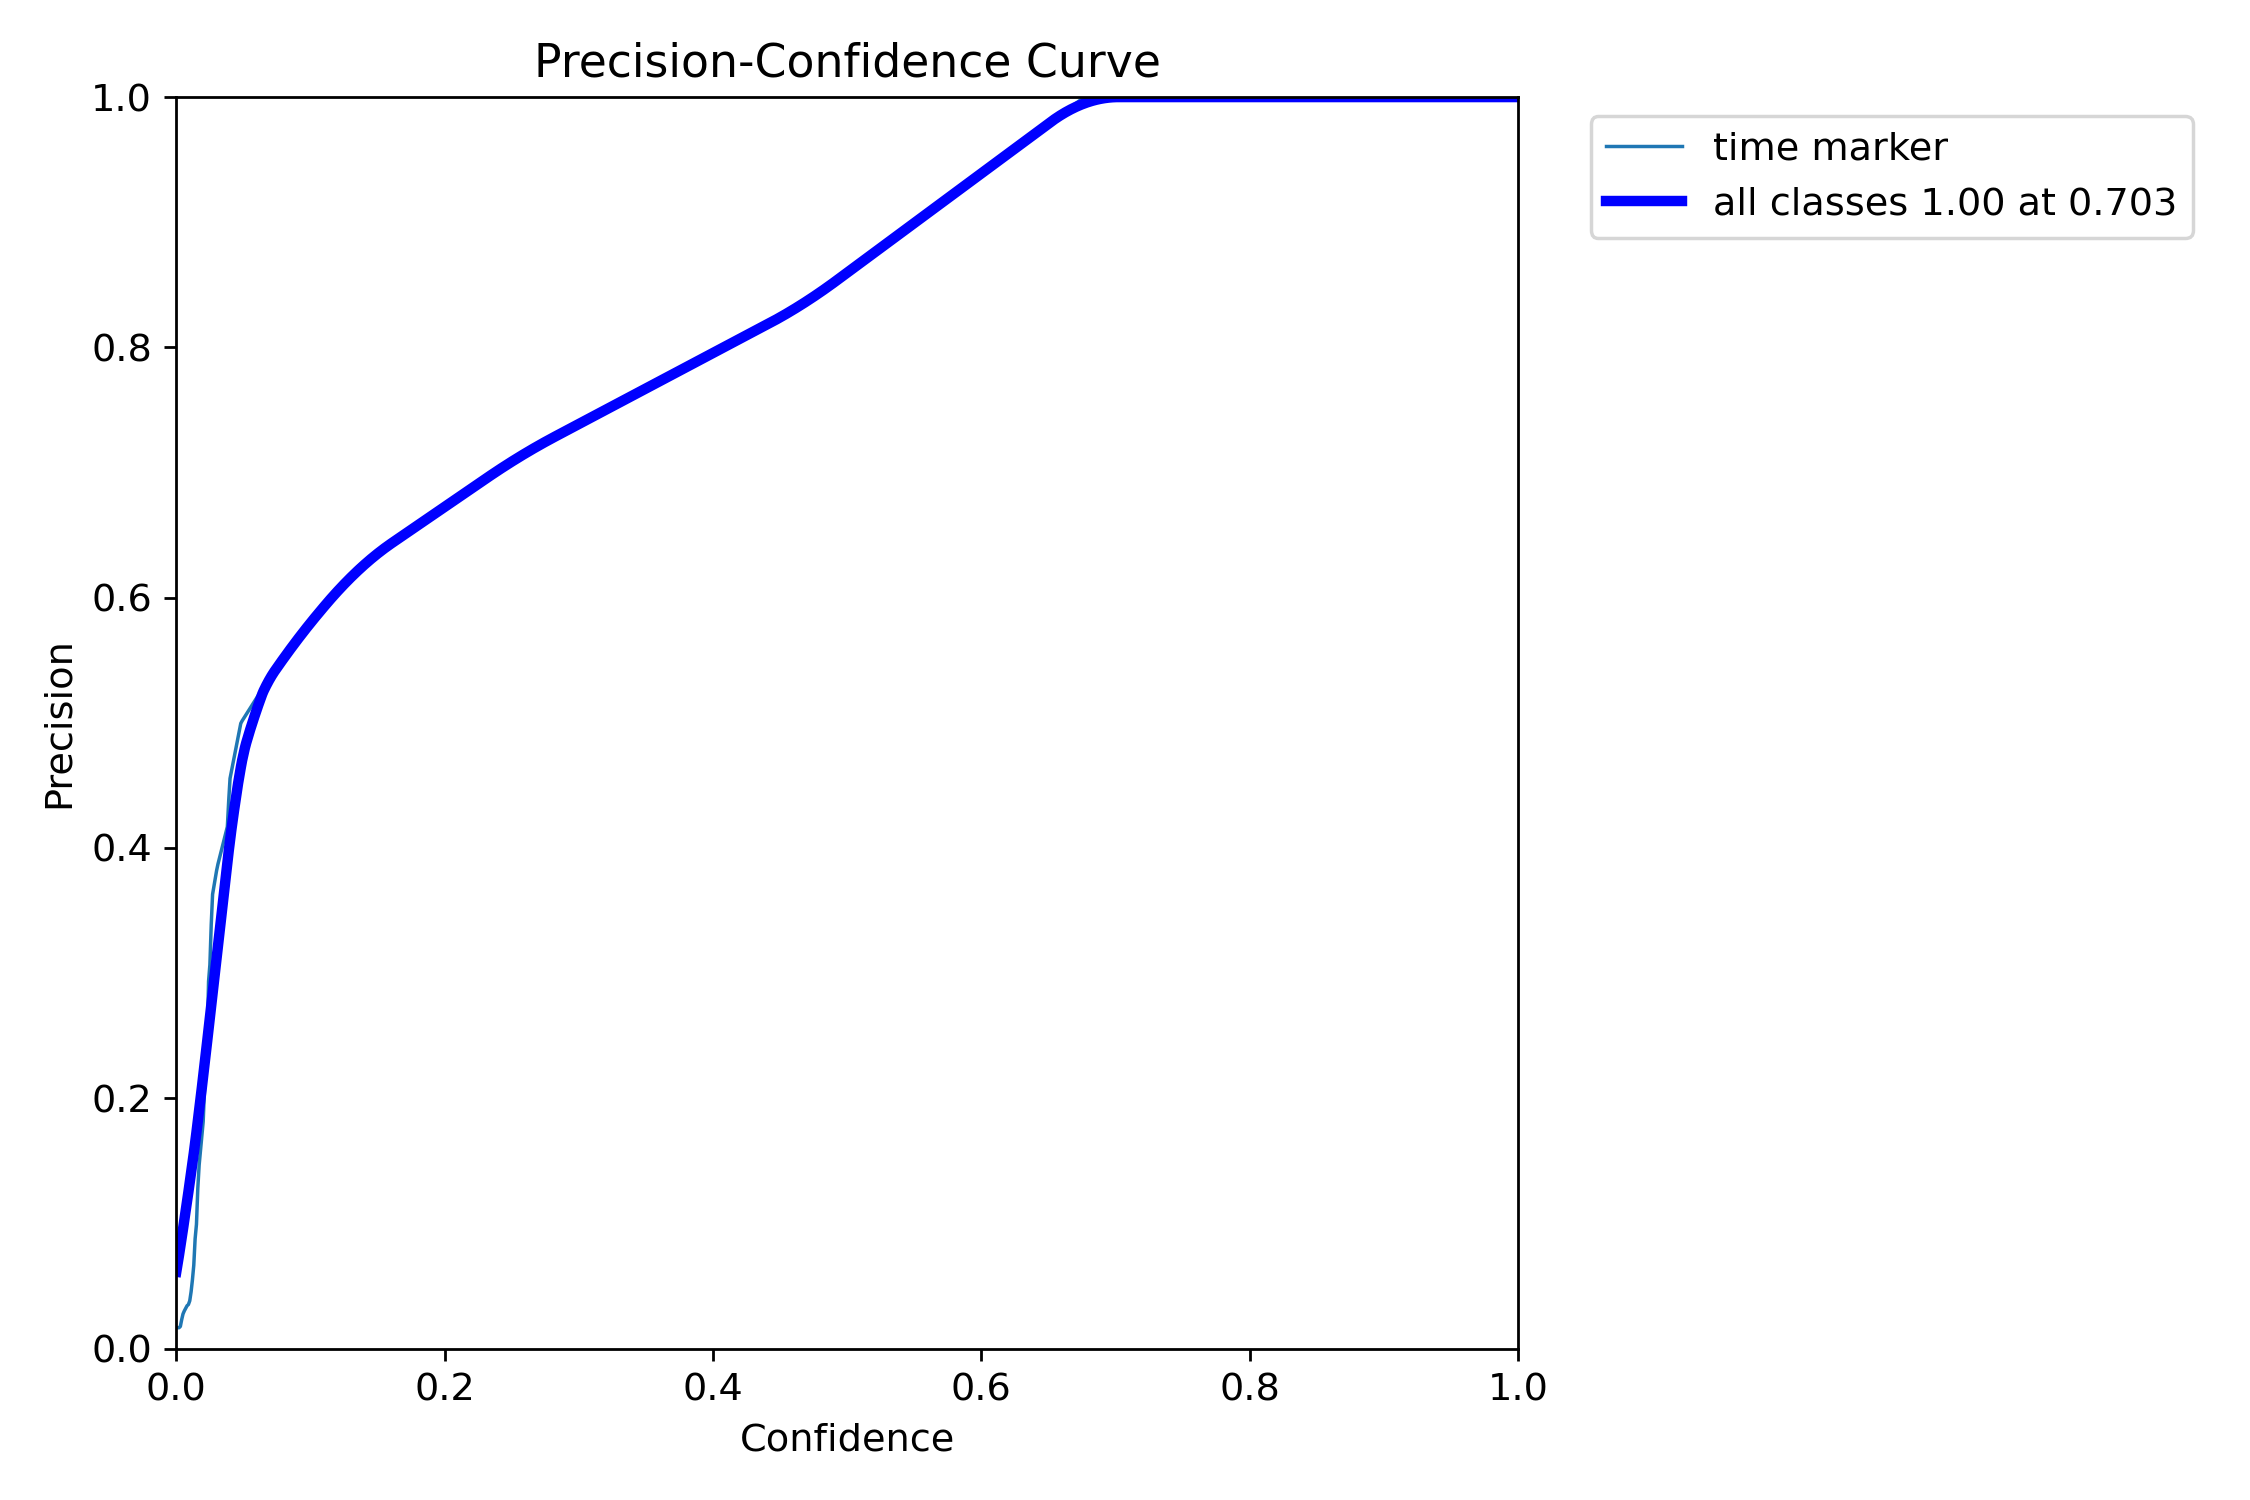 Precision-Confidence Curve
1.0
0.8
0.6
0.4
0.2
0.0
Precision
0.0 0.2 0.4 0.6 0.8 1.0
Confidence
time marker
all classes 1.00 at 0.703